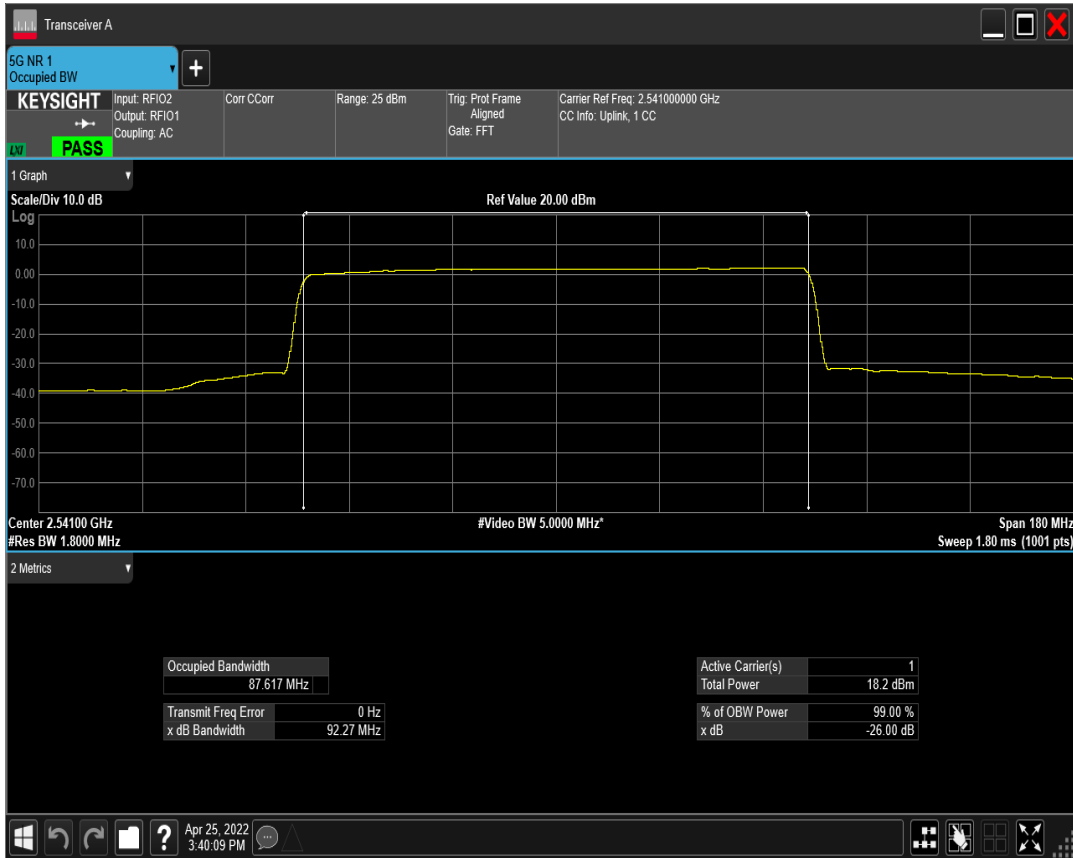 Transceiver A
5G NR 1
Occupied BW
KEYSIGHT
LXI
PASS
Input: RFIO2
Output: RFIO1
Coupling: AC
Corr CCorr
Range: 25 dBm
Trig: Prot Frame
Aligned
Gate: FFT
Carrier Ref Freq: 2.541000000 GHz
CC Info: Uplink, 1 CC
1 Graph
Scale/Div 10.0 dB
Ref Value 20.00 dBm
Log
10.0
0.00
-10.0
-20.0
-30.0
-40.0
-50.0
-60.0
-70.0
Center 2.54100 GHz
#Video BW 5.0000 MHz*
Span 180 MHz
#Res BW 1.8000 MHz
Sweep 1.80 ms (1001 pts)
2 Metrics
Occupied Bandwidth
87.617 MHz
Transmit Freq Error 0 Hz
x dB Bandwidth 92.27 MHz
Active Carrier(s) 1
Total Power 18.2 dBm
% of OBW Power 99.00 %
x dB -26.00 dB
?
Apr 25, 2022
3:40:09 PM